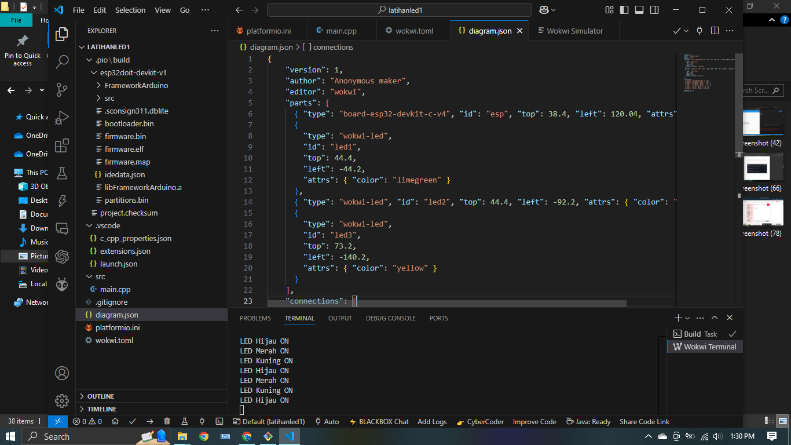 File
Ho
Pin to Quick
access
Quick a
OneDriv
OneDriv
This PC
3D Ob
Deskt
Docu
Down
Music
Pictur
Video
Local
Netwo
38 items
File Edit Selection View Go ···
latihanled1
EXPLORER
LATIHANLED1
.pio \ build
esp32doit-devkit-v1
FrameworkArduino
src
.sconsign311.dblite
bootloader.bin
firmware.bin
firmware.elf
firmware.map
idedata.json
libFrameworkArduino.a
partitions.bin
project.checksum
.vscode
c_cpp_properties.json
extensions.json
launch.json
src
main.cpp
.gitignore
diagram.json
platformio.ini
wokwi.toml
OUTLINE
TIMELINE
platformio.ini
main.cpp
wokwi.toml
diagram.json
Wokwi Simulator
diagram.json > [ ] connections
1 {
2 "version": 1,
3 "author": "Anonymous maker",
4 "editor": "wokwi",
5 "parts": [
6 { "type": "board-esp32-devkit-c-v4", "id": "esp", "top": 38.4, "left": 120.04, "attrs"
7 {
8 "type": "wokwi-led",
9 "id": "led1",
10 "top": 44.4,
11 "left": -44.2,
12 "attrs": { "color": "limegreen" }
13 },
14 { "type": "wokwi-led", "id": "led2", "top": 44.4, "left": -92.2, "attrs": { "color": "
15 {
16 "type": "wokwi-led",
17 "id": "led3",
18 "top": 73.2,
19 "left": -140.2,
20 "attrs": { "color": "yellow" }
21 }
22 ],
23 "connections": [
PROBLEMS TERMINAL OUTPUT DEBUG CONSOLE PORTS
LED Hijau ON
LED Merah ON
LED Kuning ON
LED Hijau ON
LED Merah ON
LED Kuning ON
LED Hijau ON
Build Task
Wokwi Terminal
0 0
Default (latihanled1)
Auto
BLACKBOX Chat
Add Logs
CyberCoder
Improve Code
Java: Ready
Share Code Link
Search Scr...
creenshot (42)
creenshot (66)
creenshot (78)
Search
1:30 PM